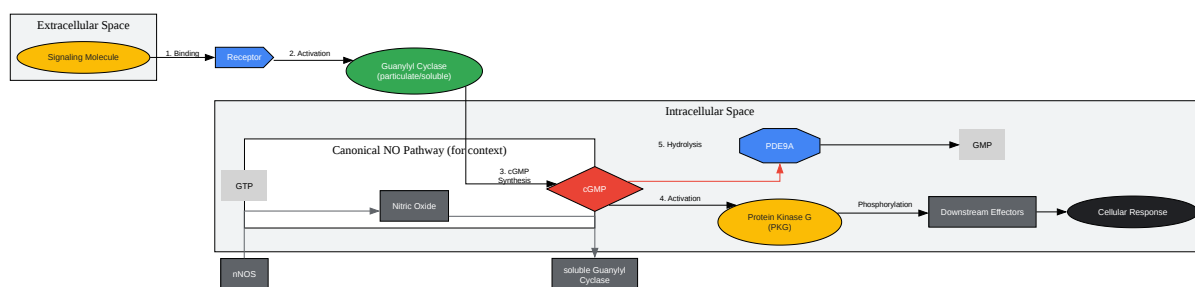 Extracellular Space
Signaling Molecule
1. Binding
Receptor
2. Activation
Guanylyl Cyclase
(particulate/soluble)
Intracellular Space
Canonical NO Pathway (for context)
5. Hydrolysis
PDE9A
GMP
GTP
3. cGMP
Synthesis
cGMP
Nitric Oxide
4. Activation
Protein Kinase G
(PKG)
Phosphorylation
Downstream Effectors
Cellular Response
nNOS
soluble Guanylyl
Cyclase